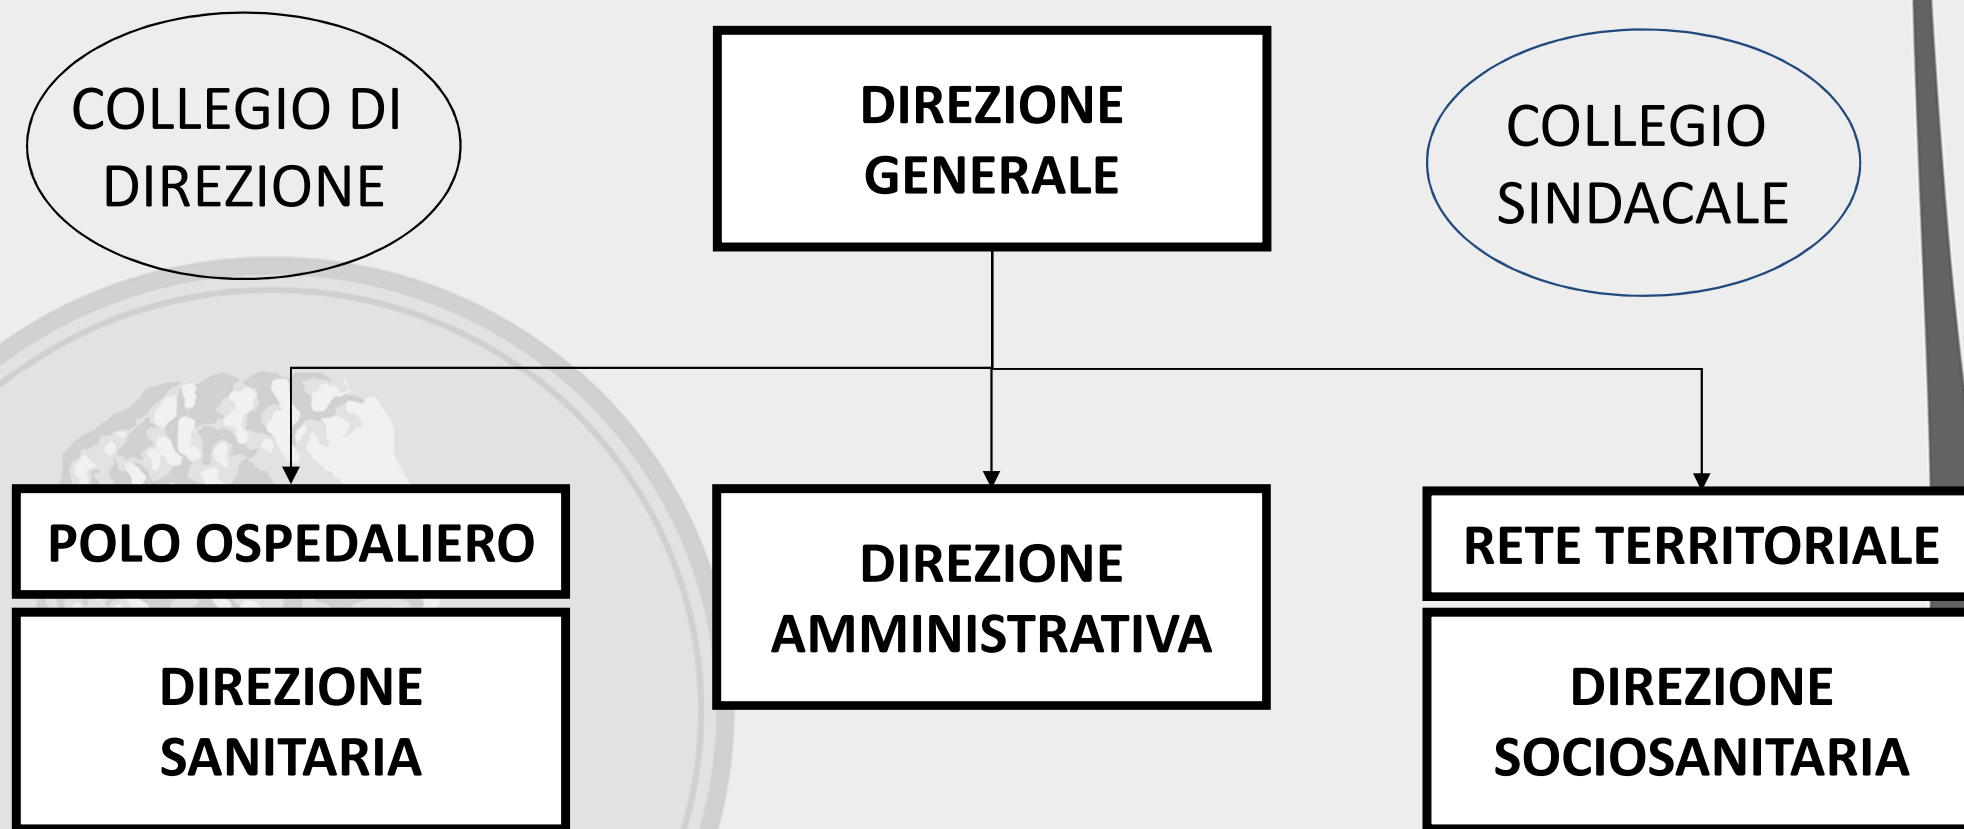 COLLEGIO DI
DIREZIONE
DIREZIONE
GENERALE
COLLEGIO
SINDACALE
POLO OSPEDALIERO
DIREZIONE
SANITARIA
DIREZIONE
AMMINISTRATIVA
RETE TERRITORIALE
DIREZIONE
SOCIOSANITARIA